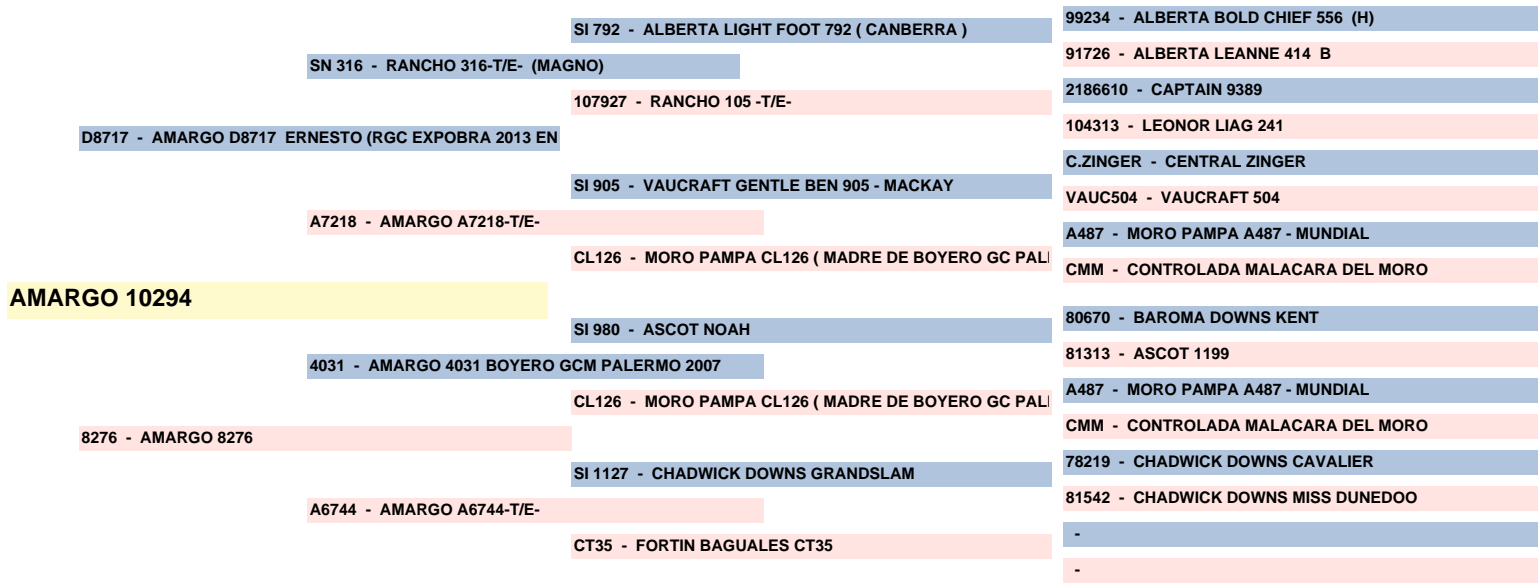 99234 - ALBERTA BOLD CHIEF 556 (H)
SI 792 - ALBERTA LIGHT FOOT 792 ( CANBERRA )
91726 - ALBERTA LEANNE 414 B
SN 316 - RANCHO 316-T/E- (MAGNO)
2186610 - CAPTAIN 9389
107927 - RANCHO 105 -T/E-
104313 - LEONOR LIAG 241
D8717 - AMARGO D8717 ERNESTO (RGC EXPOBRA 2013 EN
C.ZINGER - CENTRAL ZINGER
SI 905 - VAUCRAFT GENTLE BEN 905 - MACKAY
VAUC504 - VAUCRAFT 504
A7218 - AMARGO A7218-T/E-
A487 - MORO PAMPA A487 - MUNDIAL
CL126 - MORO PAMPA CL126 ( MADRE DE BOYERO GC PAL
CMM - CONTROLADA MALACARA DEL MORO
AMARGO 10294
80670 - BAROMA DOWNS KENT
SI 980 - ASCOT NOAH
81313 - ASCOT 1199
4031 - AMARGO 4031 BOYERO GCM PALERMO 2007
A487 - MORO PAMPA A487 - MUNDIAL
CL126 - MORO PAMPA CL126 ( MADRE DE BOYERO GC PAL
CMM - CONTROLADA MALACARA DEL MORO
8276 - AMARGO 8276
78219 - CHADWICK DOWNS CAVALIER
SI 1127 - CHADWICK DOWNS GRANDSLAM
81542 - CHADWICK DOWNS MISS DUNEDOO
A6744 - AMARGO A6744-T/E-
-
CT35 - FORTIN BAGUALES CT35
-